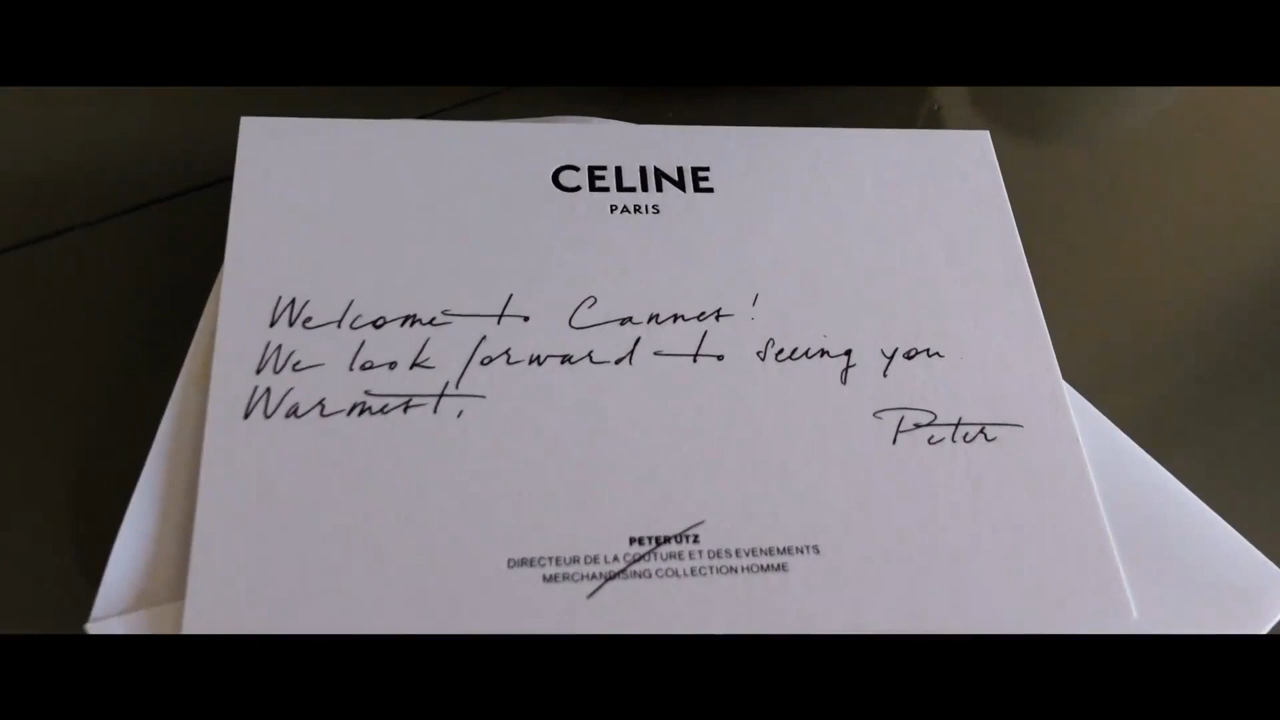 CELINE
PARIS
Welcome to Cannes!
We look forward to seeing you
Warmest,
Peter
PETER UTZ
DIRECTEUR DE LA COUTURE ET DES EVENEMENTS
MERCHANDISING COLLECTION HOMME